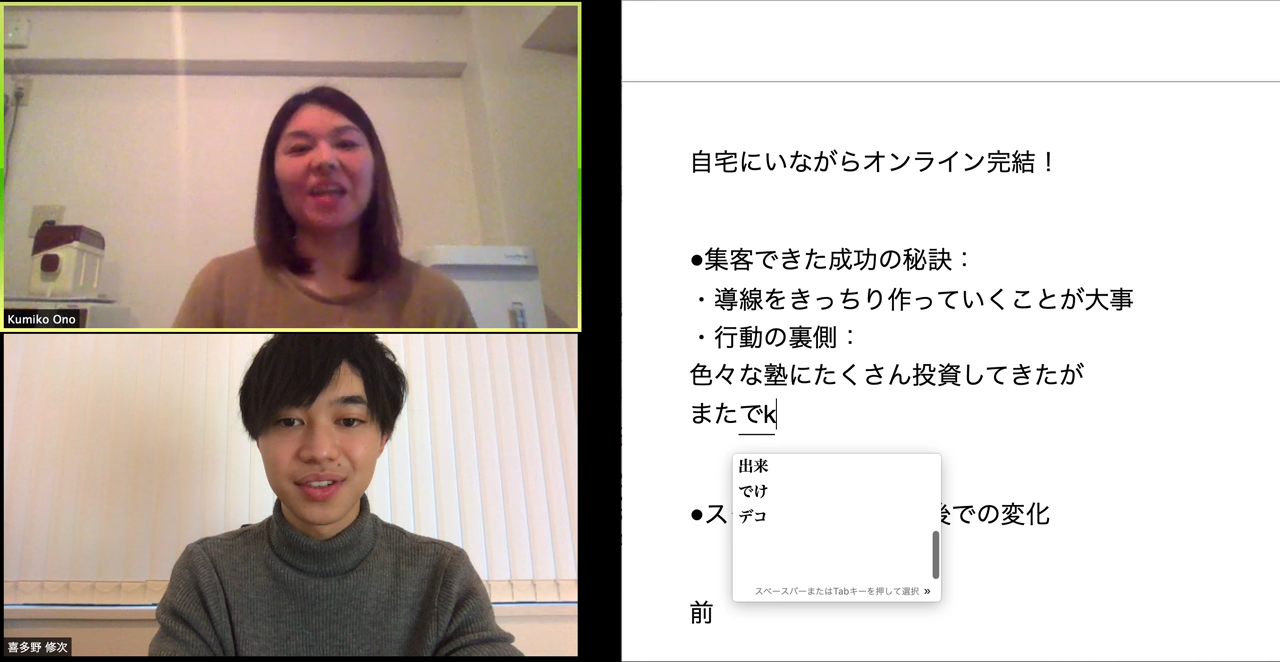 Kumiko Ono
喜多野 修次
自宅にいながらオンライン完結！
●集客できた成功の秘訣：
・導線をきっちり作っていくことが大事
・行動の裏側：
色々な塾にたくさん投資してきたが
またでk
出来
でけ
デコ
スペースバーまたはTabキーを押して選択 »
●ス
後での変化
前